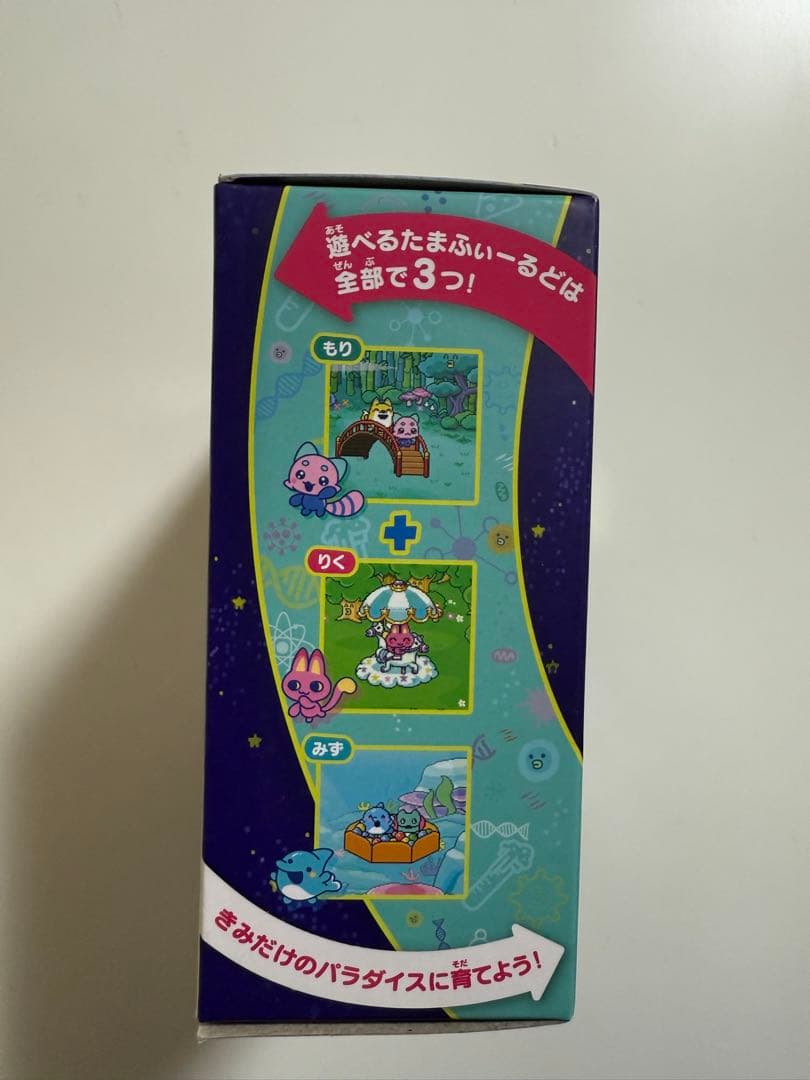 遊べるたまふぃーるどは
全部で3つ!
もり
りく
みず
きみだけのパラダイスに育てよう!